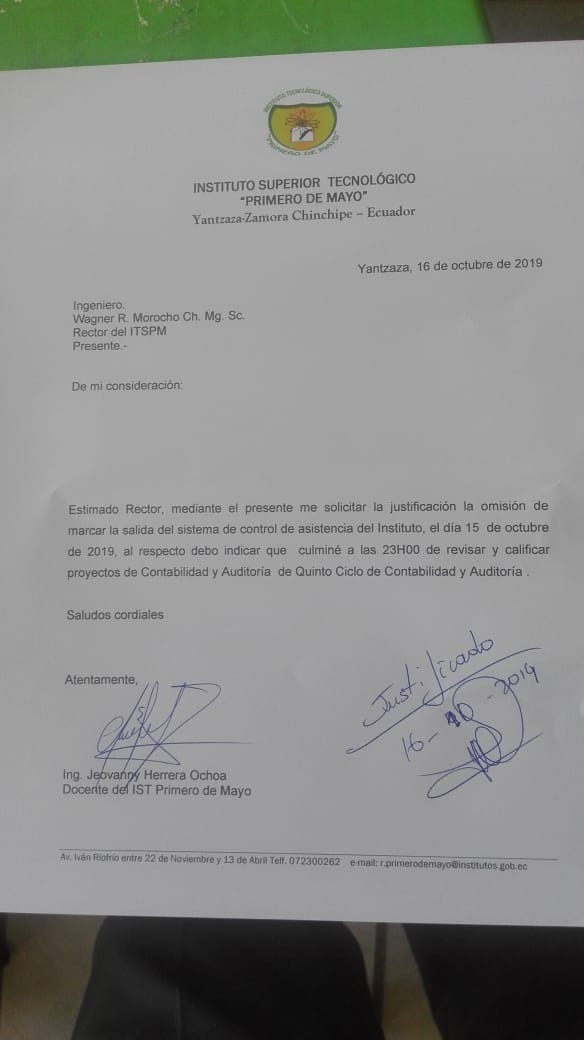 INSTITUTO TECNOLÓGICO SUPERIOR
"PRIMERO DE MAYO"
INSTITUTO SUPERIOR TECNOLÓGICO
“PRIMERO DE MAYO”
Yantzaza-Zamora Chinchipe – Ecuador
Yantzaza, 16 de octubre de 2019
Ingeniero.
Wagner R. Morocho Ch. Mg. Sc.
Rector del ITSPM
Presente.-
De mi consideración:
Estimado Rector, mediante el presente me solicitar la justificación la omisión de
marcar la salida del sistema de control de asistencia del Instituto, el día 15 de octubre
de 2019, al respecto debo indicar que culminé a las 23H00 de revisar y calificar
proyectos de Contabilidad y Auditoría de Quinto Ciclo de Contabilidad y Auditoría .
Saludos cordiales
Atentamente,
Justificado
16-10-2019
Ing. Jeovanny Herrera Ochoa
Docente del IST Primero de Mayo
Av. Iván Riofrío entre 22 de Noviembre y 13 de Abril Telf. 072300262 e-mail: r.primerodemayo@institutos.gob.ec